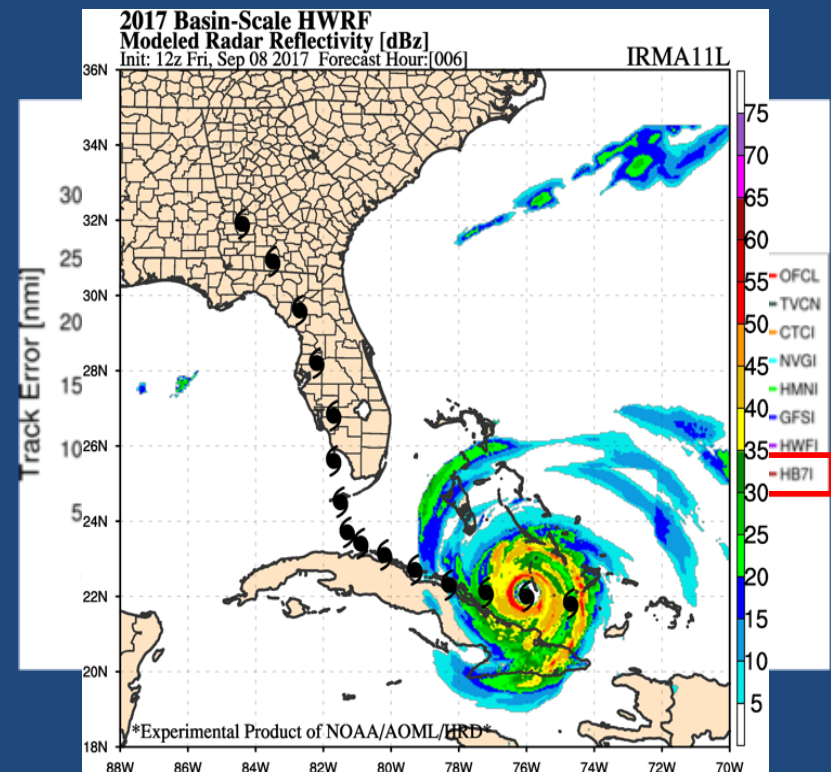 2017 Basin-Scale HWRF
Modeled Radar Reflectivity [dBz]
Init: 12z Fri, Sep 08 2017 Forecast Hour:[006]
IRMA11L
36N
34N
32N
30N
28N
26N
24N
22N
20N
18N
88W
86W
84W
82W
80W
78W
76W
74W
72W
70W
*Experimental Product of NOAA/AOML/HRD*
75
70
65
60
55
50
45
40
35
30
25
20
15
10
5
Track Error [nmi]
30
25
20
15
10
5
OFCL
TVCN
CTCI
NVGI
HMNI
GFSI
HWFI
HB7I